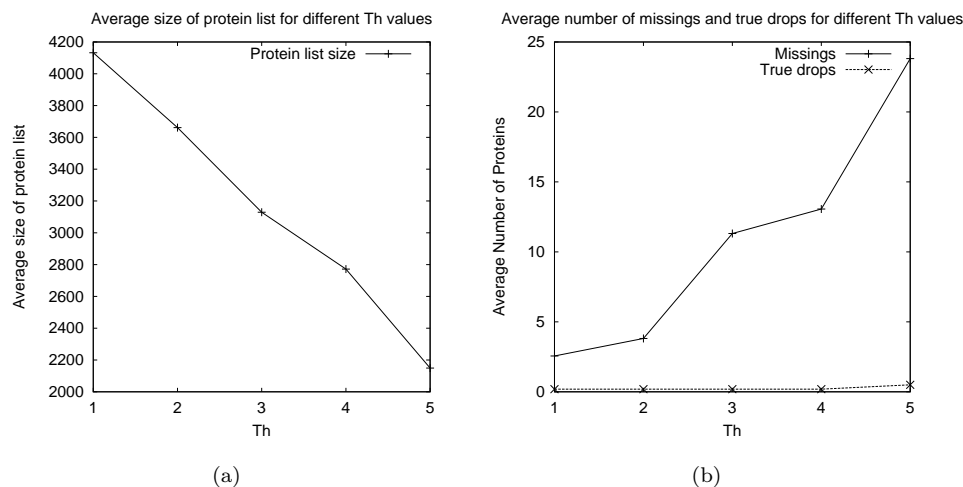 Average size of protein list for different Th values
Average size of protein list
4200
4000
3800
3600
3400
3200
3000
2800
2600
2400
2200
2000
Protein list size
1 2 3 4 5
Th
(a)
Average number of missings and true drops for different Th values
Average Number of Proteins
25
20
15
10
5
0
Missings
True drops
1 2 3 4 5
Th
(b)